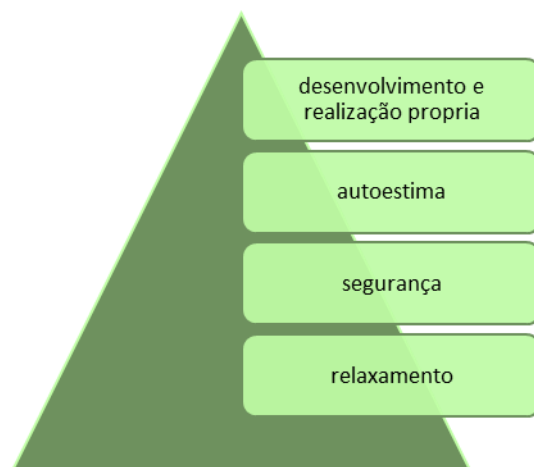 desenvolvimento e
realização propria
autoestima
segurança
relaxamento